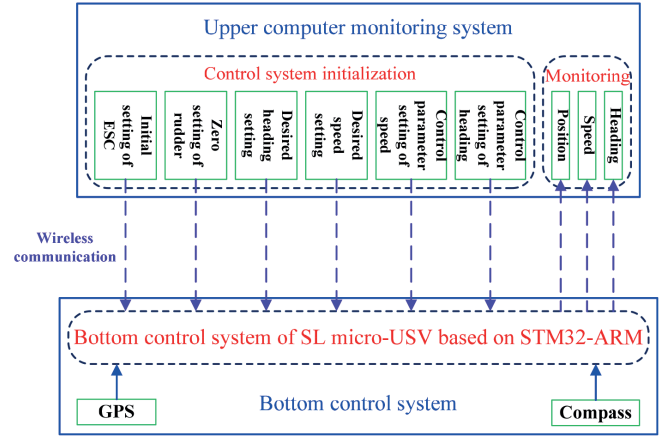 Upper computer monitoring system
Control system initialization
Monitoring
Initial
setting of
ESC
Zero
setting of
rudder
Desired
heading
setting
Desired
speed
setting
Control
parameter
setting of
speed
Control
parameter
setting of
heading
Position
Speed
Heading
Wireless
communication
Bottom control system of SL micro-USV based on STM32-ARM
GPS
Bottom control system
Compass